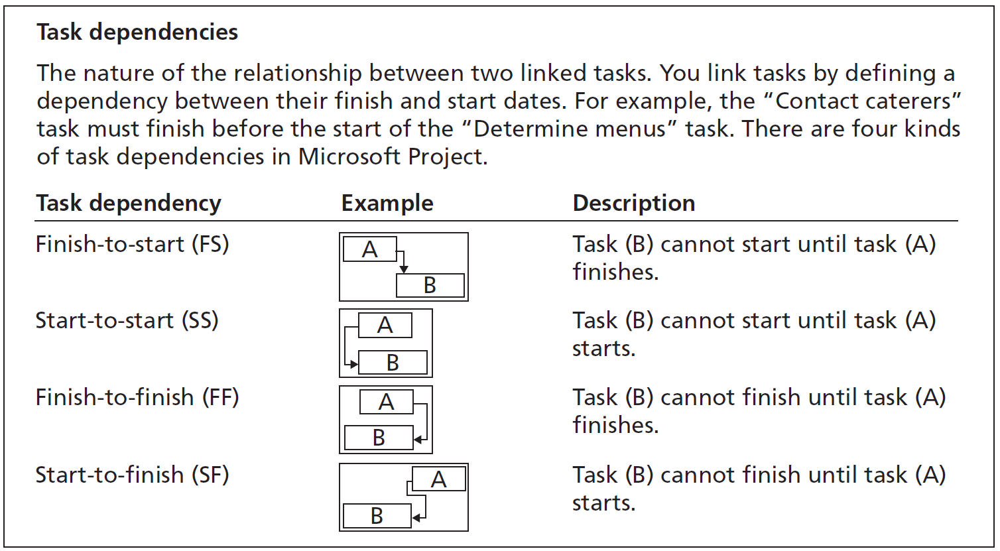 Task dependencies
The nature of the relationship between two linked tasks. You link tasks by defining a
dependency between their finish and start dates. For example, the “Contact caterers”
task must finish before the start of the “Determine menus” task. There are four kinds
of task dependencies in Microsoft Project.
Task dependency Example Description
Finish-to-start (FS) A Task (B) cannot start until task (A)
finishes.
B
Start-to-start (SS) A Task (B) cannot start until task (A)
starts.
B
Finish-to-finish (FF) A Task (B) cannot finish until task (A)
finishes.
B
Start-to-finish (SF) A Task (B) cannot finish until task (A)
starts.
B